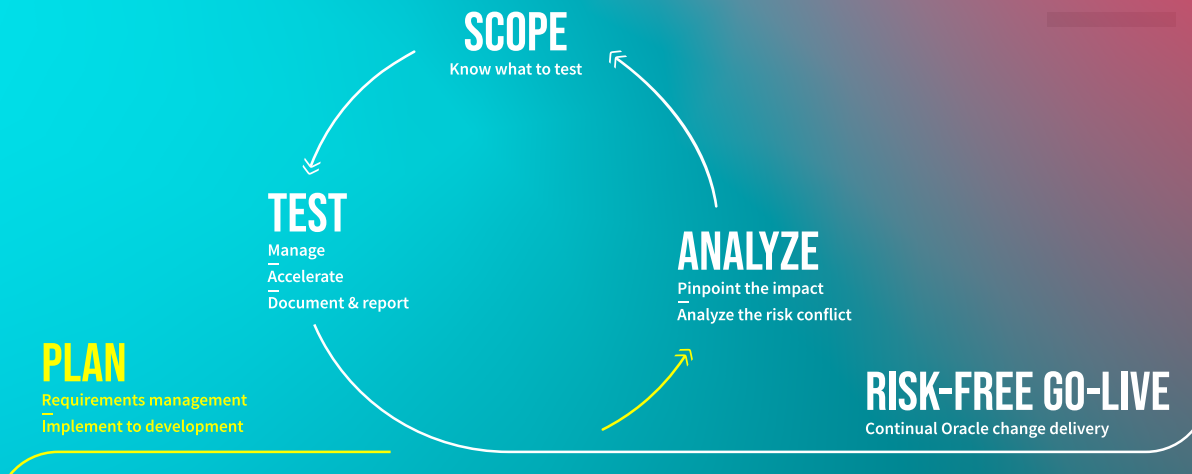 SCOPE
Know what to test
TEST
Manage
Accelerate
Document & report
ANALYZE
Pinpoint the impact
Analyze the risk conflict
PLAN
Requirements management
Implement to development
RISK-FREE GO-LIVE
Continual Oracle change delivery